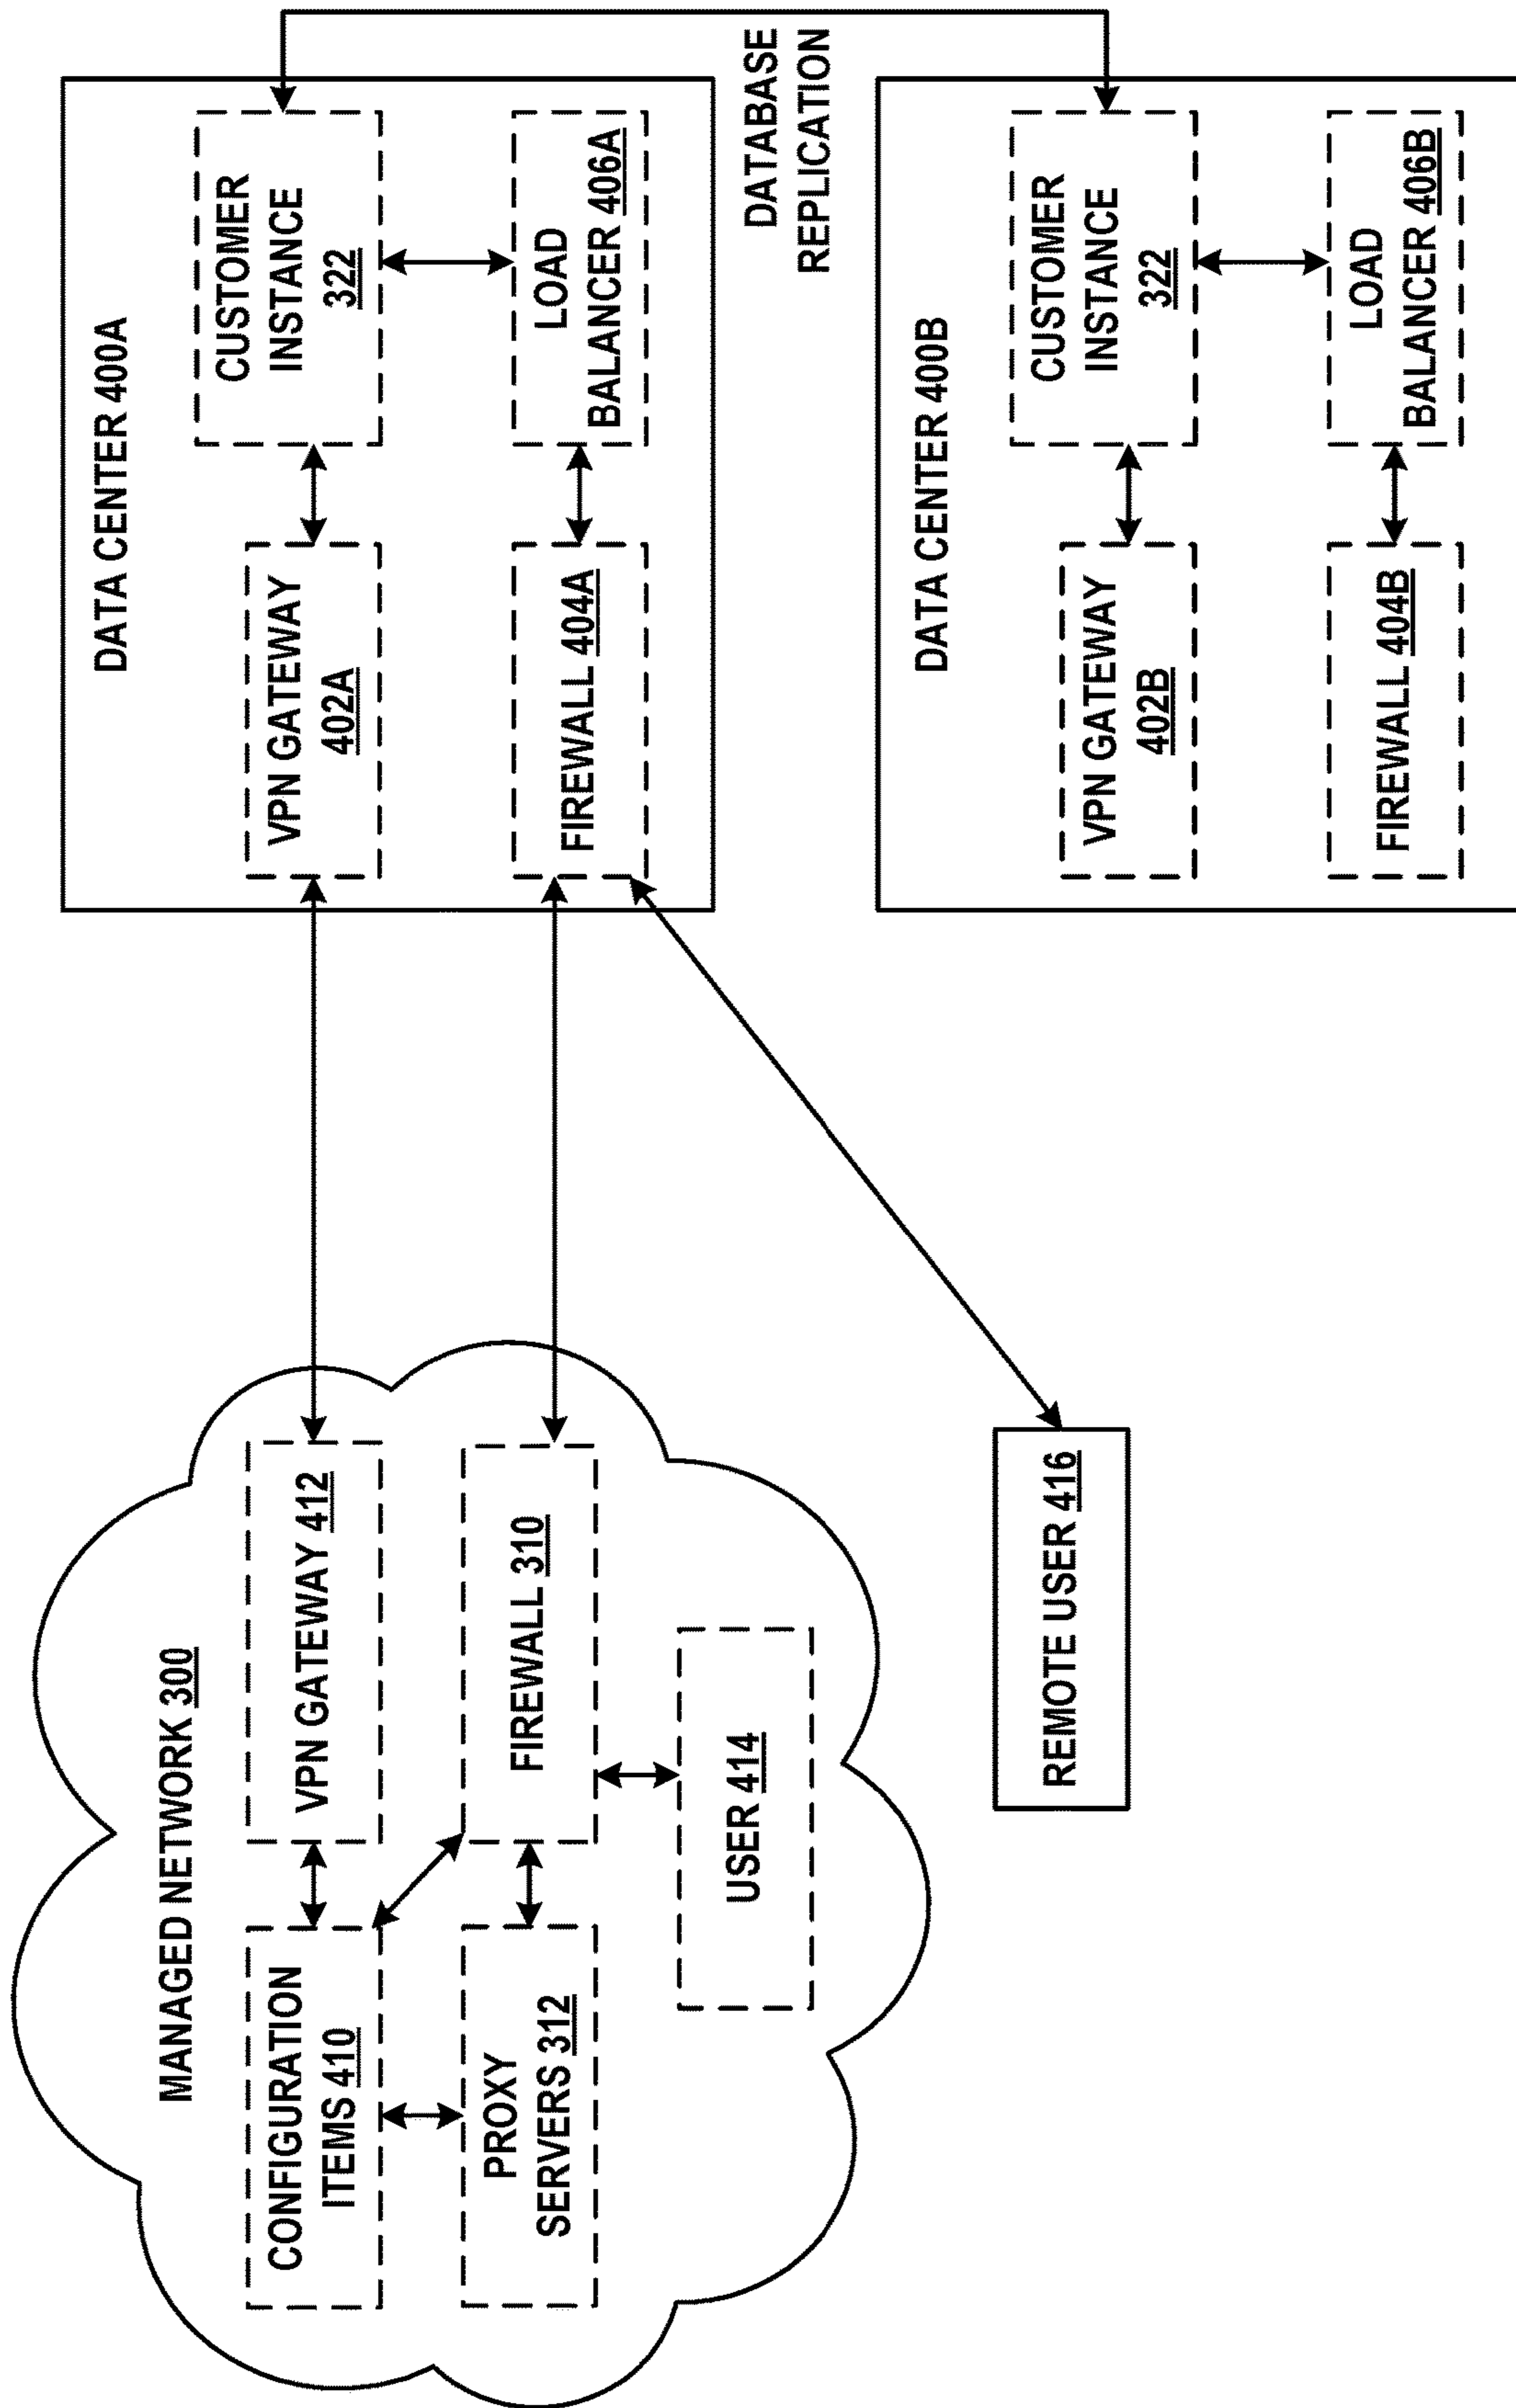 MANAGED NETWORK 300
CONFIGURATION
ITEMS 410
VPN GATEWAY 412
PROXY
SERVERS 312
FIREWALL 310
USER 414
REMOTE USER 416
DATA CENTER 400A
VPN GATEWAY
402A
CUSTOMER
INSTANCE
322
FIREWALL 404A
LOAD
BALANCER 406A
DATABASE
REPLICATION
DATA CENTER 400B
VPN GATEWAY
402B
CUSTOMER
INSTANCE
322
FIREWALL 404B
LOAD
BALANCER 406B